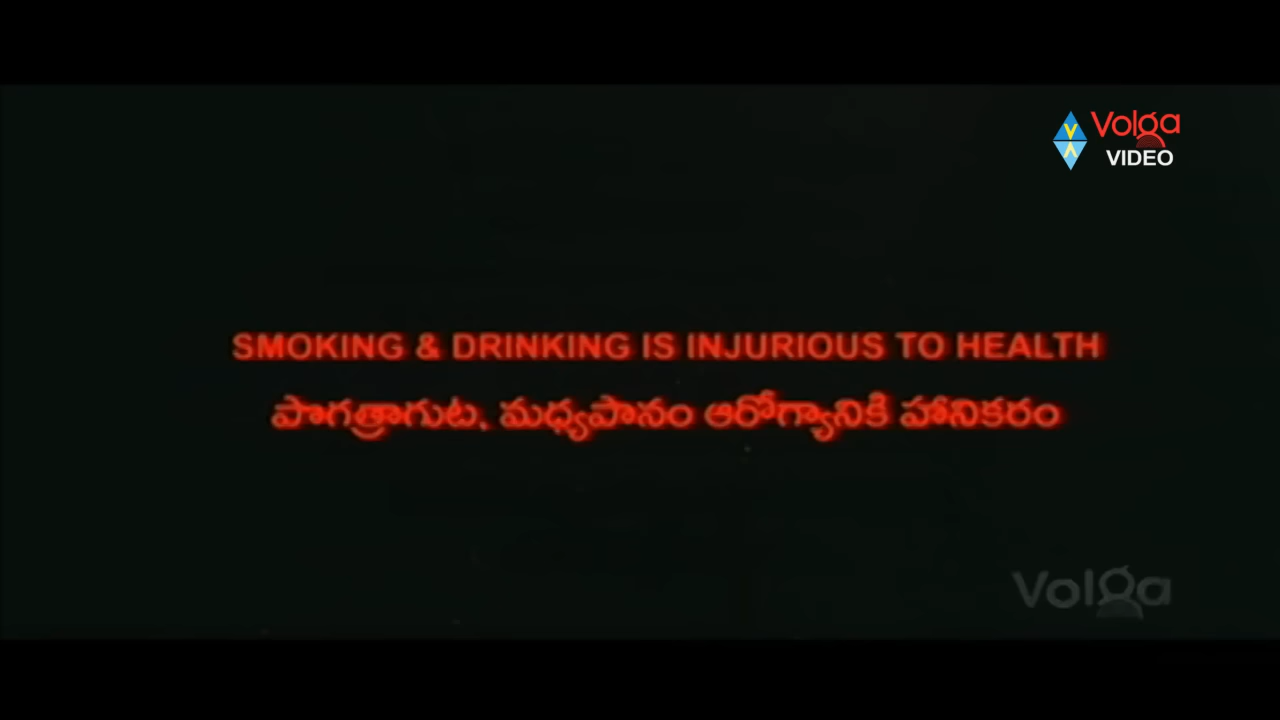 Volga
VIDEO
SMOKING & DRINKING IS INJURIOUS TO HEALTH
పొగత్రాగుట, మధ్యపానం ఆరోగ్యానికి హానికరం
Volga